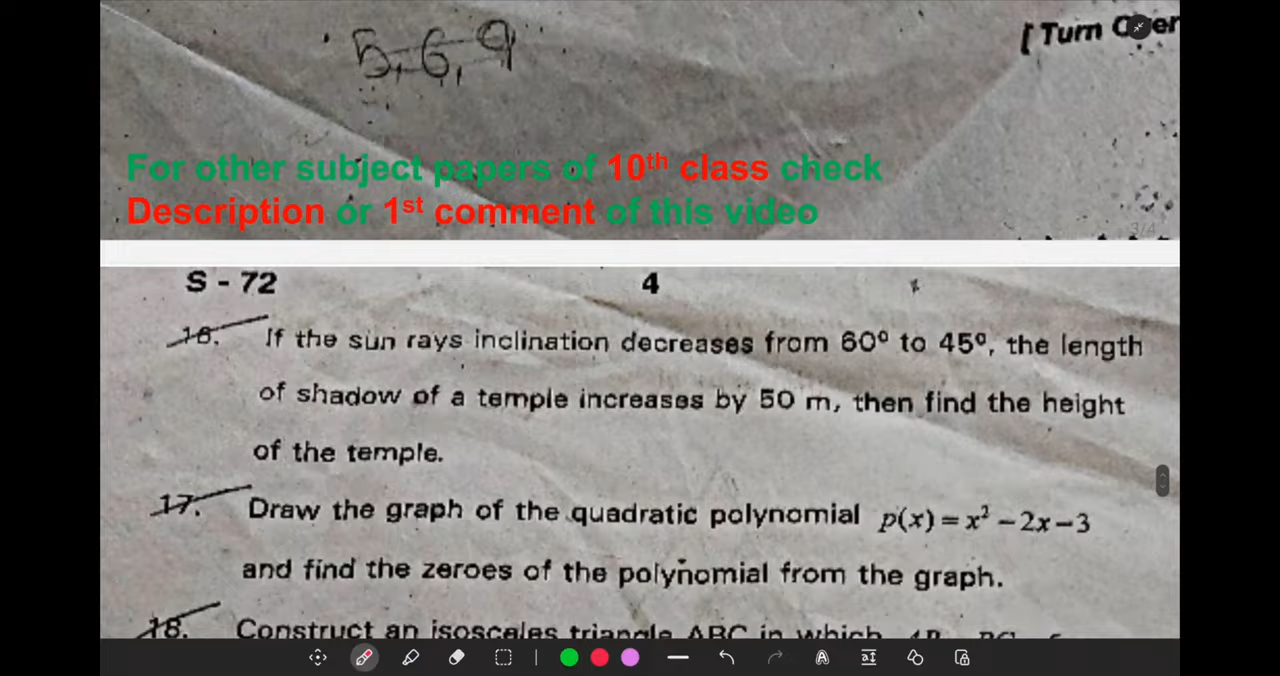 5, 6, 9
[ Turn Over
For other subject papers of 10th class check
Description or 1st comment of this video
3/4
S - 72
4
16. If the sun rays inclination decreases from 60° to 45°, the length
of shadow of a temple increases by 50 m, then find the height
of the temple.
17. Draw the graph of the quadratic polynomial p(x) = x² − 2x − 3
and find the zeroes of the polynomial from the graph.
18. Construct an isosceles triangle ABC in which